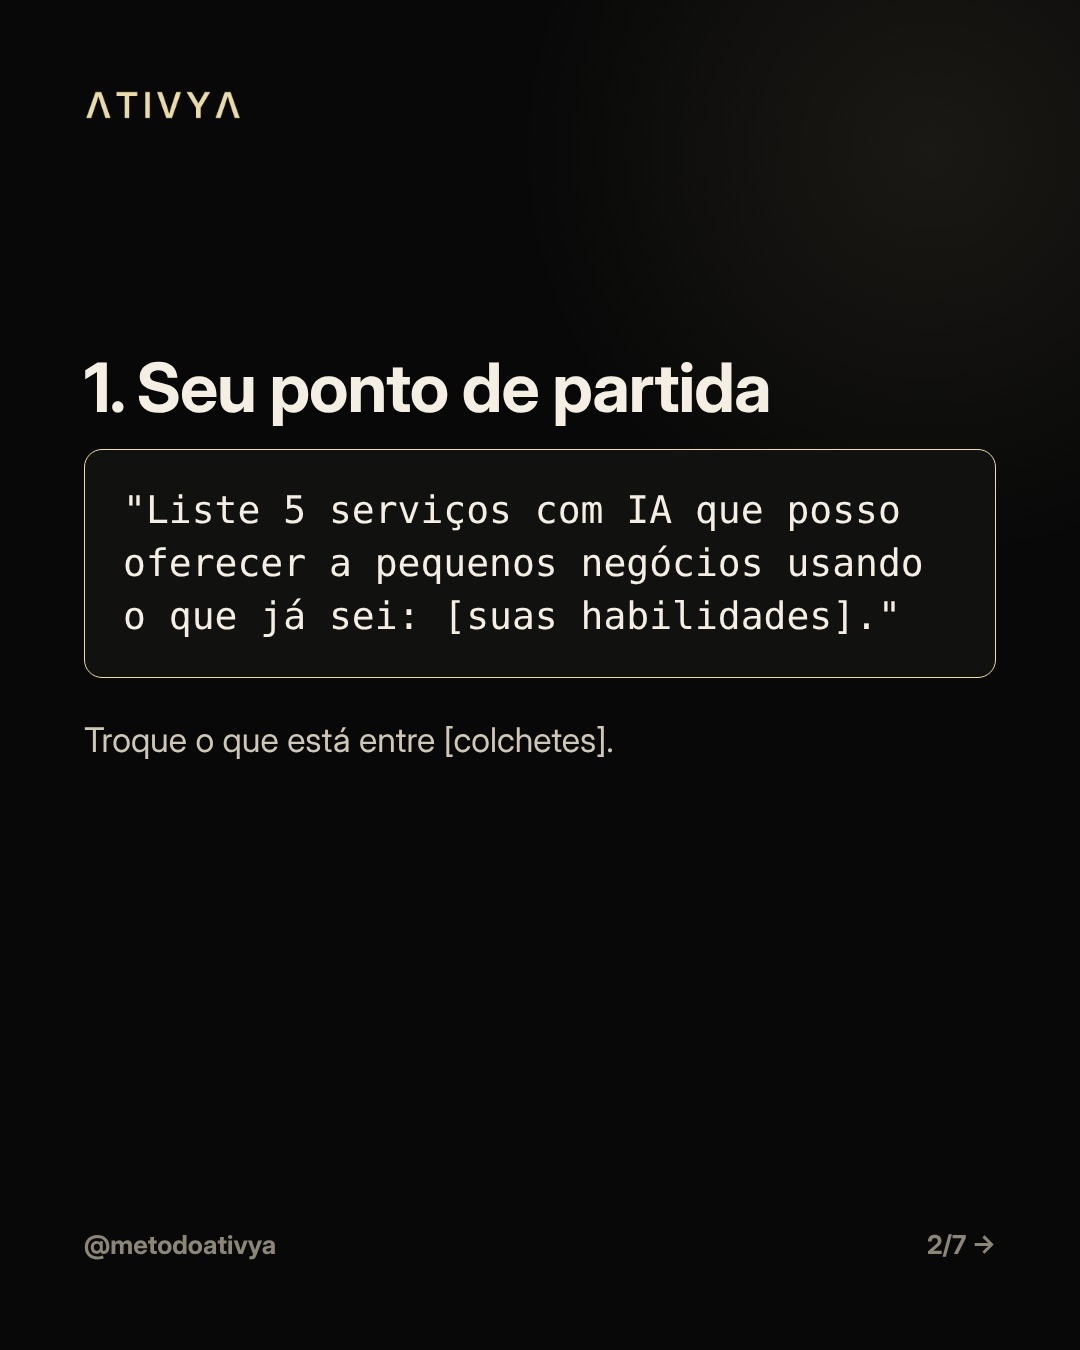 ATIVYA
1. Seu ponto de partida
"Liste 5 serviços com IA que posso
oferecer a pequenos negócios usando
o que já sei: [suas habilidades]."
Troque o que está entre [colchetes].
@metodoativya
2/7 →